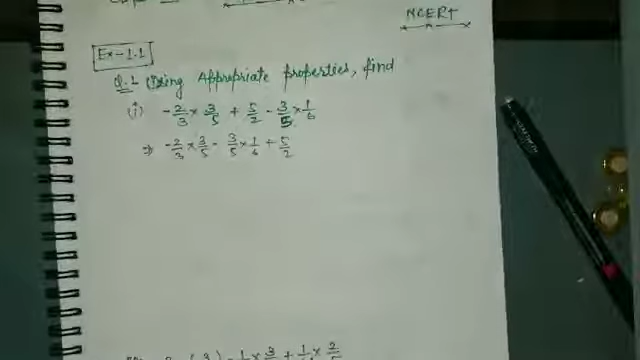 NCERT
Ex-1.1
Q.1 Using Appropriate properties, find
(i) -2/3 × 3/5 + 5/2 - 3/5 × 1/6
⇒ -2/3 × 3/5 - 3/5 × 1/6 + 5/2